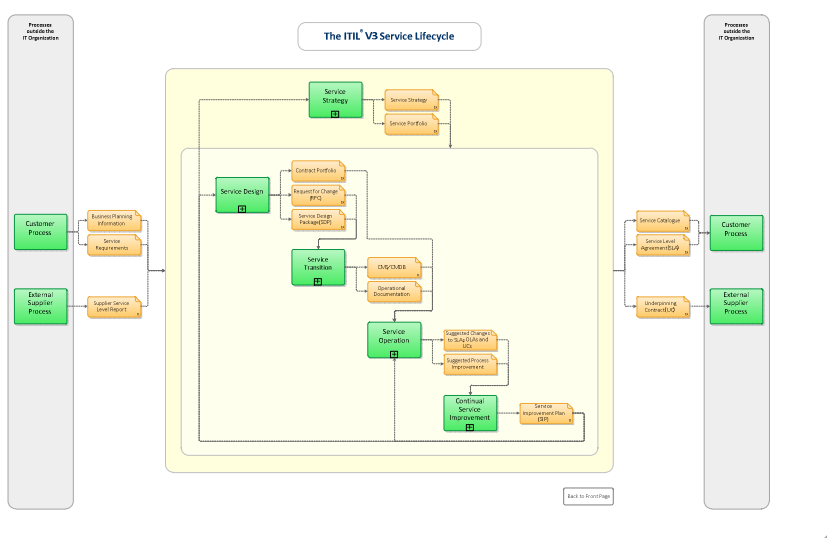 Processes
outside the
IT Organization
Processes
outside the
IT Organization
The ITIL® V3 Service Lifecycle
Service
Strategy
Service Strategy
Service Portfolio
Service Design
Contract Portfolio
Request for Change
(RFC)
Service Design
Package(SDP)
Customer
Process
Business Planning
Information
Service
Requirements
Service
Transition
CMS/CMDB
Operational
Documentation
Service Catalogue
Service Level
Agreement(SLA)
Customer
Process
External
Supplier
Process
Supplier Service
Level Report
Underpinning
Contract(UC)
External
Supplier
Process
Service
Operation
Suggested Changes
to SLAs,OLAs and
UCs
Suggested Process
Improvement
Continual
Service
Improvement
Service
Improvement Plan
(SIP)
Back to Front Page